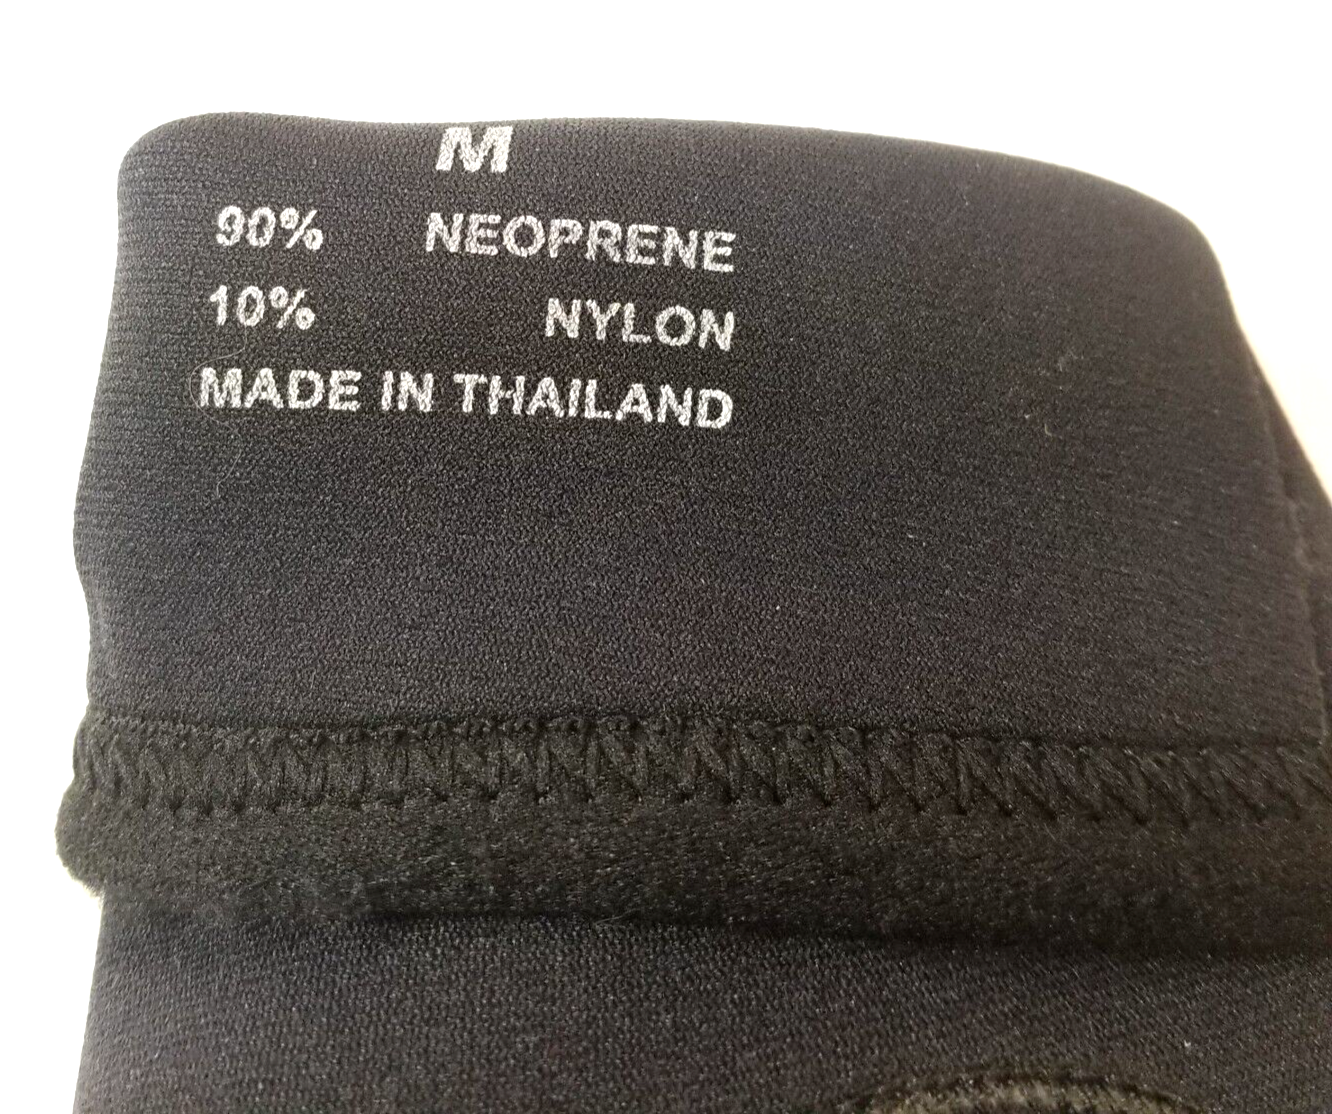 M
90% NEOPRENE
10% NYLON
MADE IN THAILAND